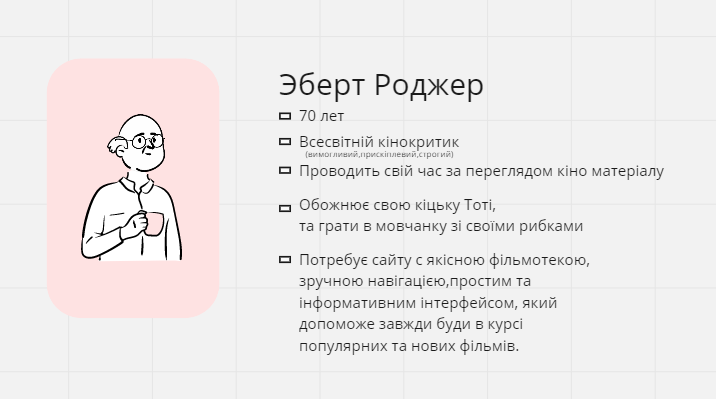 Эберт Роджер
70 лет
Всесвітній кінокритик
(вимогливий,прискіплевий,строгий)
Проводить свій час за переглядом кіно матеріалу
Обожнює свою кіцьку Тоті,
та грати в мовчанку зі своїми рибками
Потребує сайту с якісною фільмотекою,
зручною навігацією,простим та
інформативним інтерфейсом, який
допоможе завжди буди в курсі
популярних та нових фільмів.